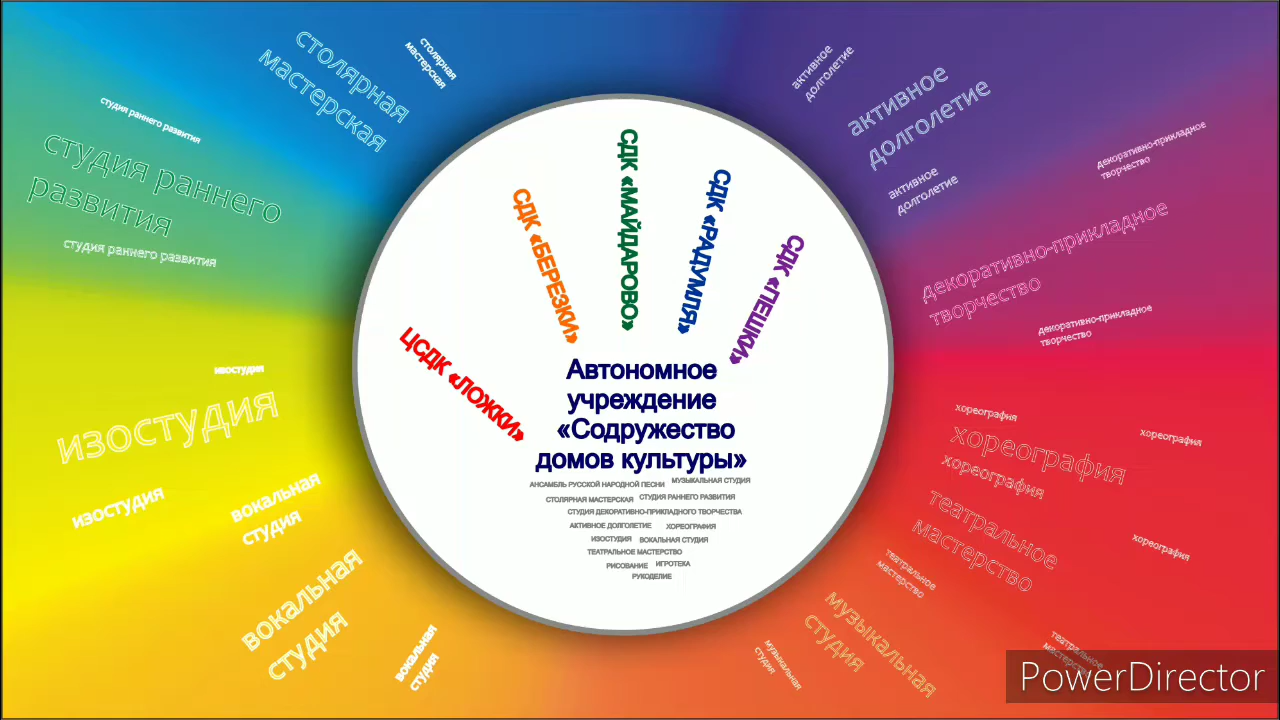 столярная
мастерская
столярная
мастерская
студия раннего развития
студия раннего
развития
студия раннего развития
изостудия
изостудия
изостудия
вокальная
студия
вокальная
студия
вокальная
студия
ЦСДК «ЛОЖКИ»
СДК «БЕРЕЗКИ»
СДК «МАЙДАРОВО»
СДК «РАДУМЛЯ»
СДК «ПЕШКИ»
Автономное
учреждение
«Содружество
домов культуры»
АНСАМБЛЬ РУССКОЙ НАРОДНОЙ ПЕСНИ МУЗЫКАЛЬНАЯ СТУДИЯ
СТОЛЯРНАЯ МАСТЕРСКАЯ СТУДИЯ РАННЕГО РАЗВИТИЯ
СТУДИЯ ДЕКОРАТИВНО-ПРИКЛАДНОГО ТВОРЧЕСТВА
АКТИВНОЕ ДОЛГОЛЕТИЕ ХОРЕОГРАФИЯ
ИЗОСТУДИЯ ВОКАЛЬНАЯ СТУДИЯ
ТЕАТРАЛЬНОЕ МАСТЕРСТВО
РИСОВАНИЕ ИГРОТЕКА
РУКОДЕЛИЕ
активное
долголетие
активное
долголетие
активное
долголетие
декоративно-прикладное
творчество
декоративно-прикладное
творчество
декоративно-прикладное
творчество
хореография
хореография
хореография
хореография
хореография
театральное
мастерство
театральное
мастерство
театральное
мастерство
музыкальная
студия
музыкальная
студия
PowerDirector